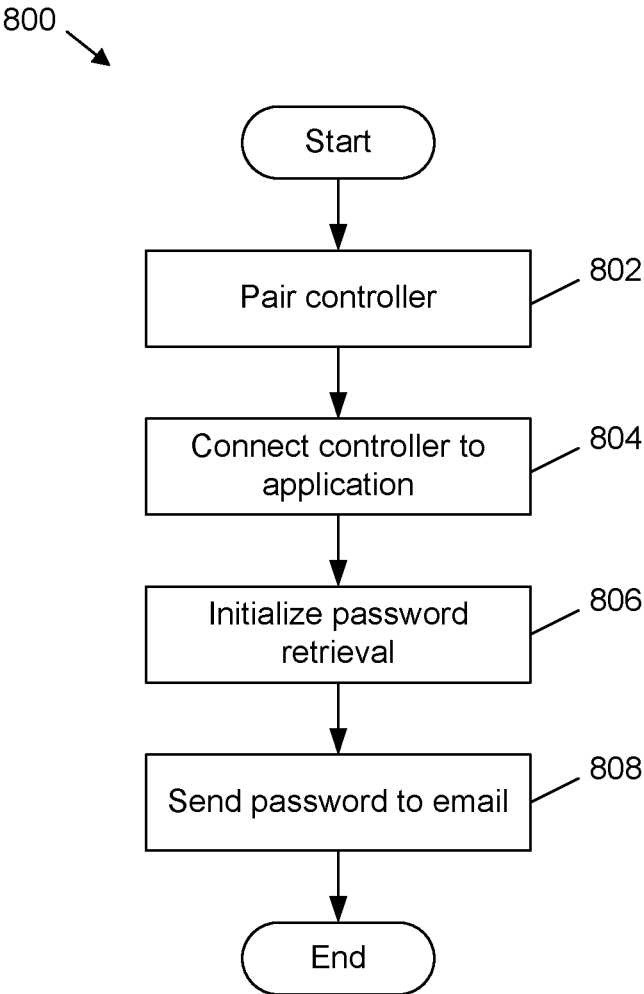 800
Start
Pair controller
802
Connect controller to
application
804
Initialize password
retrieval
806
Send password to email
808
End